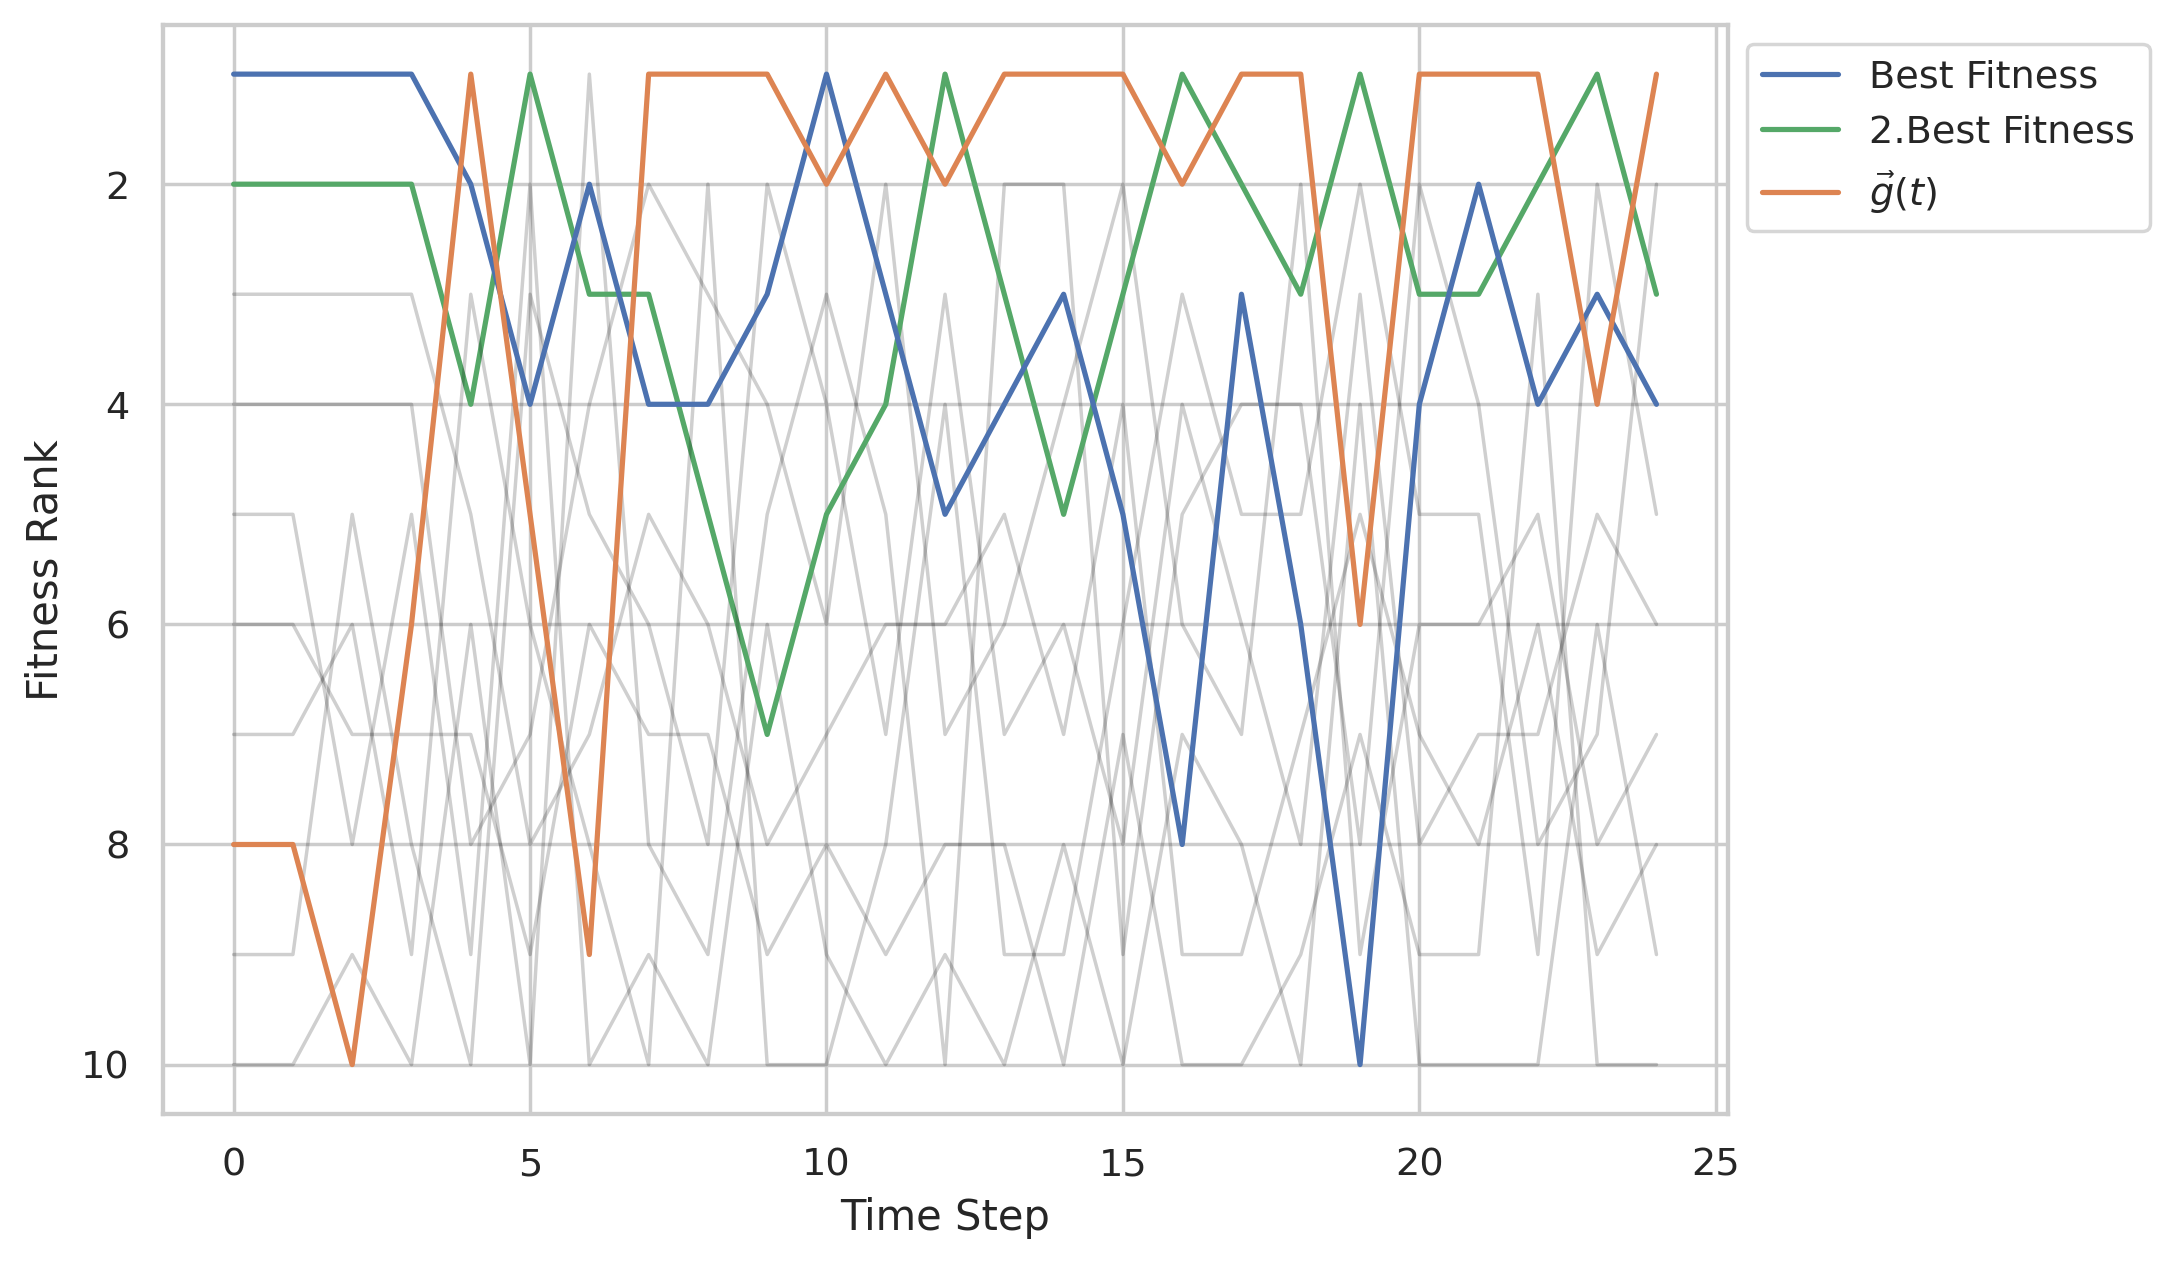 Best Fitness
2.Best Fitness
g⃗(t)
Fitness Rank
2
4
6
8
10
0 5 10 15 20 25
Time Step